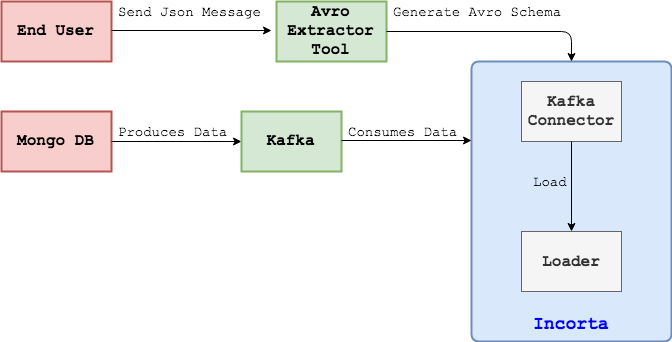 Send Json Message
Generate Avro Schema
End User
Avro
Extractor
Tool
Kafka
Connector
Produces Data
Consumes Data
Mongo DB
Kafka
Load
Loader
Incorta